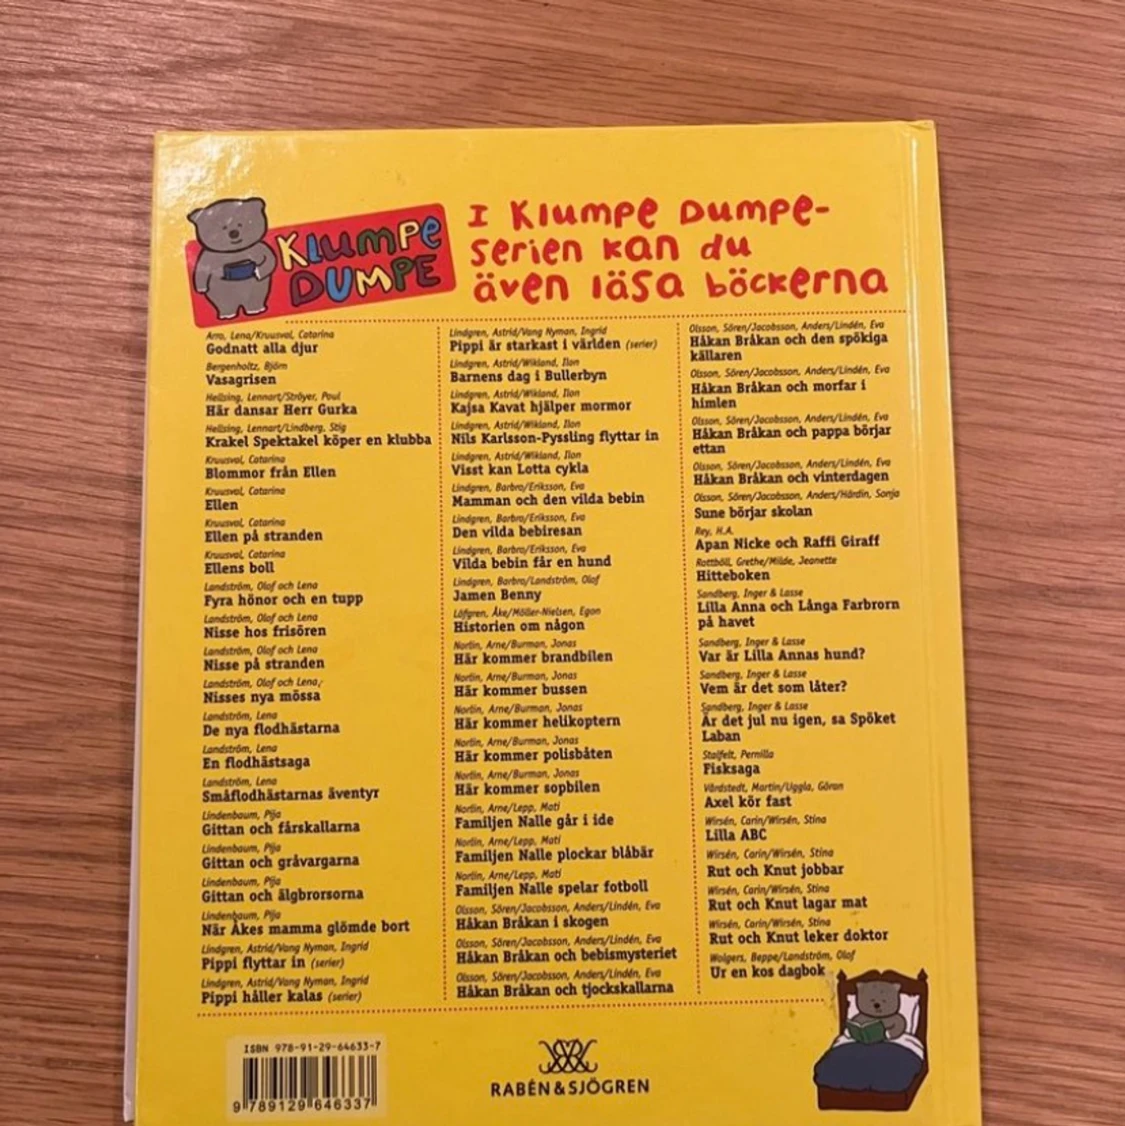 KLUMPE
DUMPE
I Klumpe Dumpe-
serien kan du
även läsa böckerna
Arro, Lena/Kruusval, Catarina
Godnatt alla djur
Bergenholtz, Björn
Vasagrisen
Hellsing, Lennart/Ströyer, Poul
Här dansar Herr Gurka
Hellsing, Lennart/Lindberg, Stig
Krakel Spektakel köper en klubba
Kruusval, Catarina
Blommor från Ellen
Kruusval, Catarina
Ellen
Kruusval, Catarina
Ellen på stranden
Kruusval, Catarina
Ellens boll
Landström, Olof och Lena
Fyra hönor och en tupp
Landström, Olof och Lena
Nisse hos frisören
Landström, Olof och Lena
Nisse på stranden
Landström, Olof och Lena
Nisses nya mössa
Landström, Lena
De nya flodhästarna
Landström, Lena
En flodhästsaga
Landström, Lena
Småflodhästarnas äventyr
Lindenbaum, Pija
Gittan och fårskallarna
Lindenbaum, Pija
Gittan och gråvargarna
Lindenbaum, Pija
Gittan och älgbrorsorna
Lindenbaum, Pija
När Åkes mamma glömde bort
Lindgren, Astrid/Vang Nyman, Ingrid
Pippi flyttar in (serier)
Lindgren, Astrid/Vang Nyman, Ingrid
Pippi håller kalas (serier)
Lindgren, Astrid/Vang Nyman, Ingrid
Pippi är starkast i världen (serier)
Lindgren, Astrid/Wikland, Ilon
Barnens dag i Bullerbyn
Lindgren, Astrid/Wikland, Ilon
Kajsa Kavat hjälper mormor
Lindgren, Astrid/Wikland, Ilon
Nils Karlsson-Pyssling flyttar in
Lindgren, Astrid/Wikland, Ilon
Visst kan Lotta cykla
Lindgren, Barbro/Eriksson, Eva
Mamman och den vilda bebin
Lindgren, Barbro/Eriksson, Eva
Den vilda bebiresan
Lindgren, Barbro/Eriksson, Eva
Vilda bebin får en hund
Lindgren, Barbro/Landström, Olof
Jamen Benny
Löfgren, Åke/Möller-Nielsen, Egon
Historien om någon
Norlin, Arne/Burman, Jonas
Här kommer brandbilen
Norlin, Arne/Burman, Jonas
Här kommer bussen
Norlin, Arne/Burman, Jonas
Här kommer helikoptern
Norlin, Arne/Burman, Jonas
Här kommer polisbåten
Norlin, Arne/Burman, Jonas
Här kommer sopbilen
Norlin, Arne/Lepp, Mati
Familjen Nalle går i ide
Norlin, Arne/Lepp, Mati
Familjen Nalle plockar blåbär
Norlin, Arne/Lepp, Mati
Familjen Nalle spelar fotboll
Olsson, Sören/Jacobsson, Anders/Lindén, Eva
Håkan Bråkan i skogen
Olsson, Sören/Jacobsson, Anders/Lindén, Eva
Håkan Bråkan och bebismysteriet
Olsson, Sören/Jacobsson, Anders/Lindén, Eva
Håkan Bråkan och tjockskallarna
Olsson, Sören/Jacobsson, Anders/Lindén, Eva
Håkan Bråkan och den spökiga
källaren
Olsson, Sören/Jacobsson, Anders/Lindén, Eva
Håkan Bråkan och morfar i
himlen
Olsson, Sören/Jacobsson, Anders/Lindén, Eva
Håkan Bråkan och pappa börjar
ettan
Olsson, Sören/Jacobsson, Anders/Lindén, Eva
Håkan Bråkan och vinterdagen
Olsson, Sören/Jacobsson, Anders/Härdin, Sonja
Sune börjar skolan
Rey, H.A.
Apan Nicke och Raffi Giraff
Rottböll, Grethe/Milde, Jeanette
Hitteboken
Sandberg, Inger & Lasse
Lilla Anna och Långa Farbrorn
på havet
Sandberg, Inger & Lasse
Var är Lilla Annas hund?
Sandberg, Inger & Lasse
Vem är det som låter?
Sandberg, Inger & Lasse
Är det jul nu igen, sa Spöket
Laban
Stalfelt, Pernilla
Fisksaga
Vårdstedt, Martin/Uggla, Göran
Axel kör fast
Wirsén, Carin/Wirsén, Stina
Lilla ABC
Wirsén, Carin/Wirsén, Stina
Rut och Knut jobbar
Wirsén, Carin/Wirsén, Stina
Rut och Knut lagar mat
Wirsén, Carin/Wirsén, Stina
Rut och Knut leker doktor
Wolgers, Beppe/Landström, Olof
Ur en kos dagbok
ISBN 978-91-29-64633-7
9 789129 646337
RABÉN & SJÖGREN